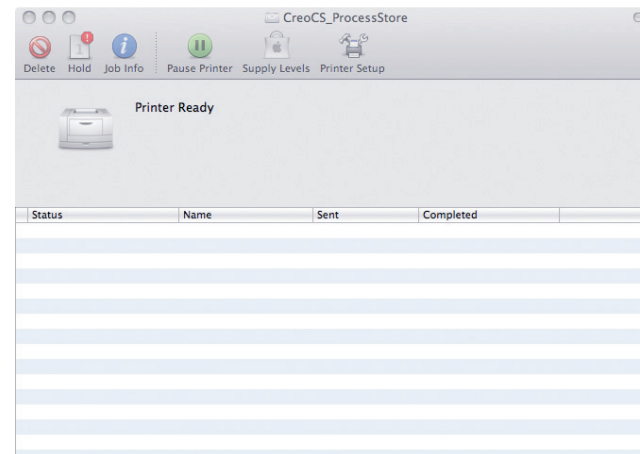 CreoCS_ProcessStore
Delete Hold Job Info Pause Printer Supply Levels Printer Setup
Printer Ready
Status Name Sent Completed